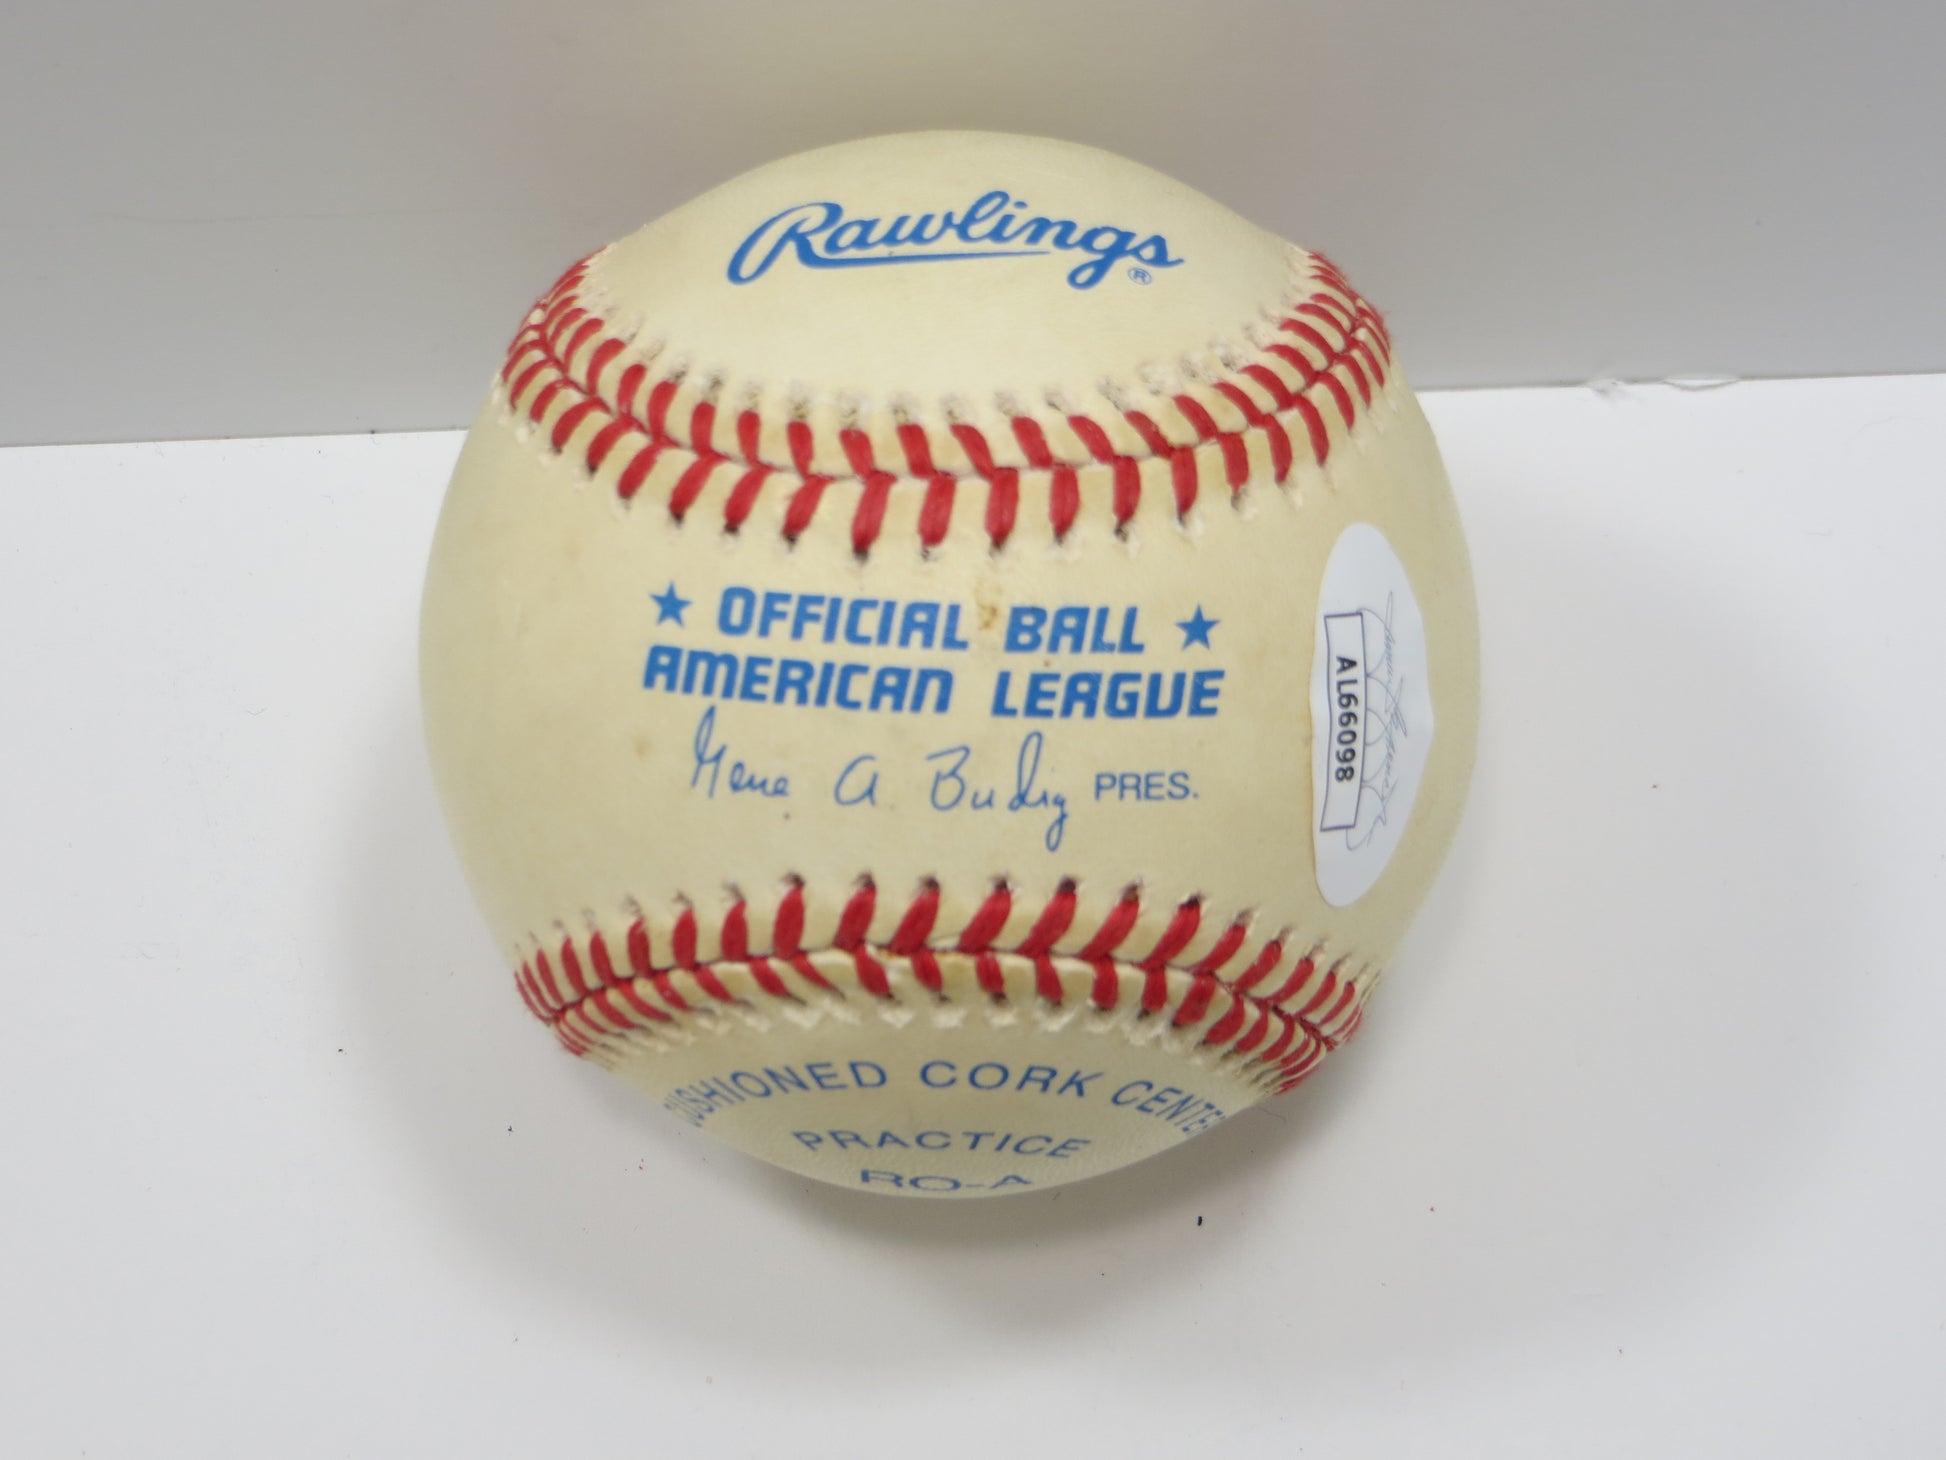 Rawlings®
★ OFFICIAL BALL ★
AMERICAN LEAGUE
Gene A. Budig PRES.
CUSHIONED CORK CENTER
PRACTICE
RO-A
AL66098